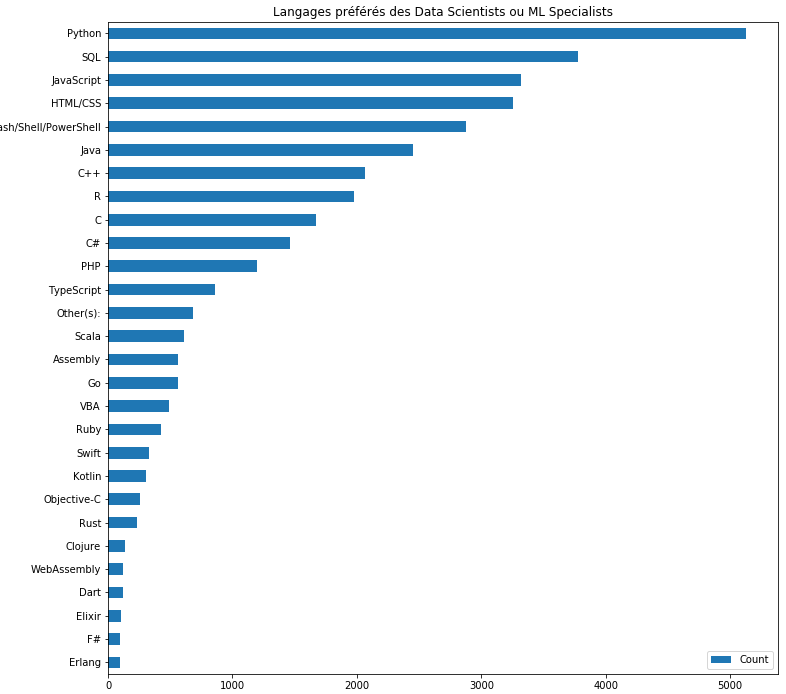 Langages préférés des Data Scientists ou ML Specialists
Python
SQL
JavaScript
HTML/CSS
ash/Shell/PowerShell
Java
C++
R
C
C#
PHP
TypeScript
Other(s):
Scala
Assembly
Go
VBA
Ruby
Swift
Kotlin
Objective-C
Rust
Clojure
WebAssembly
Dart
Elixir
F#
Erlang
Count
0 1000 2000 3000 4000 5000